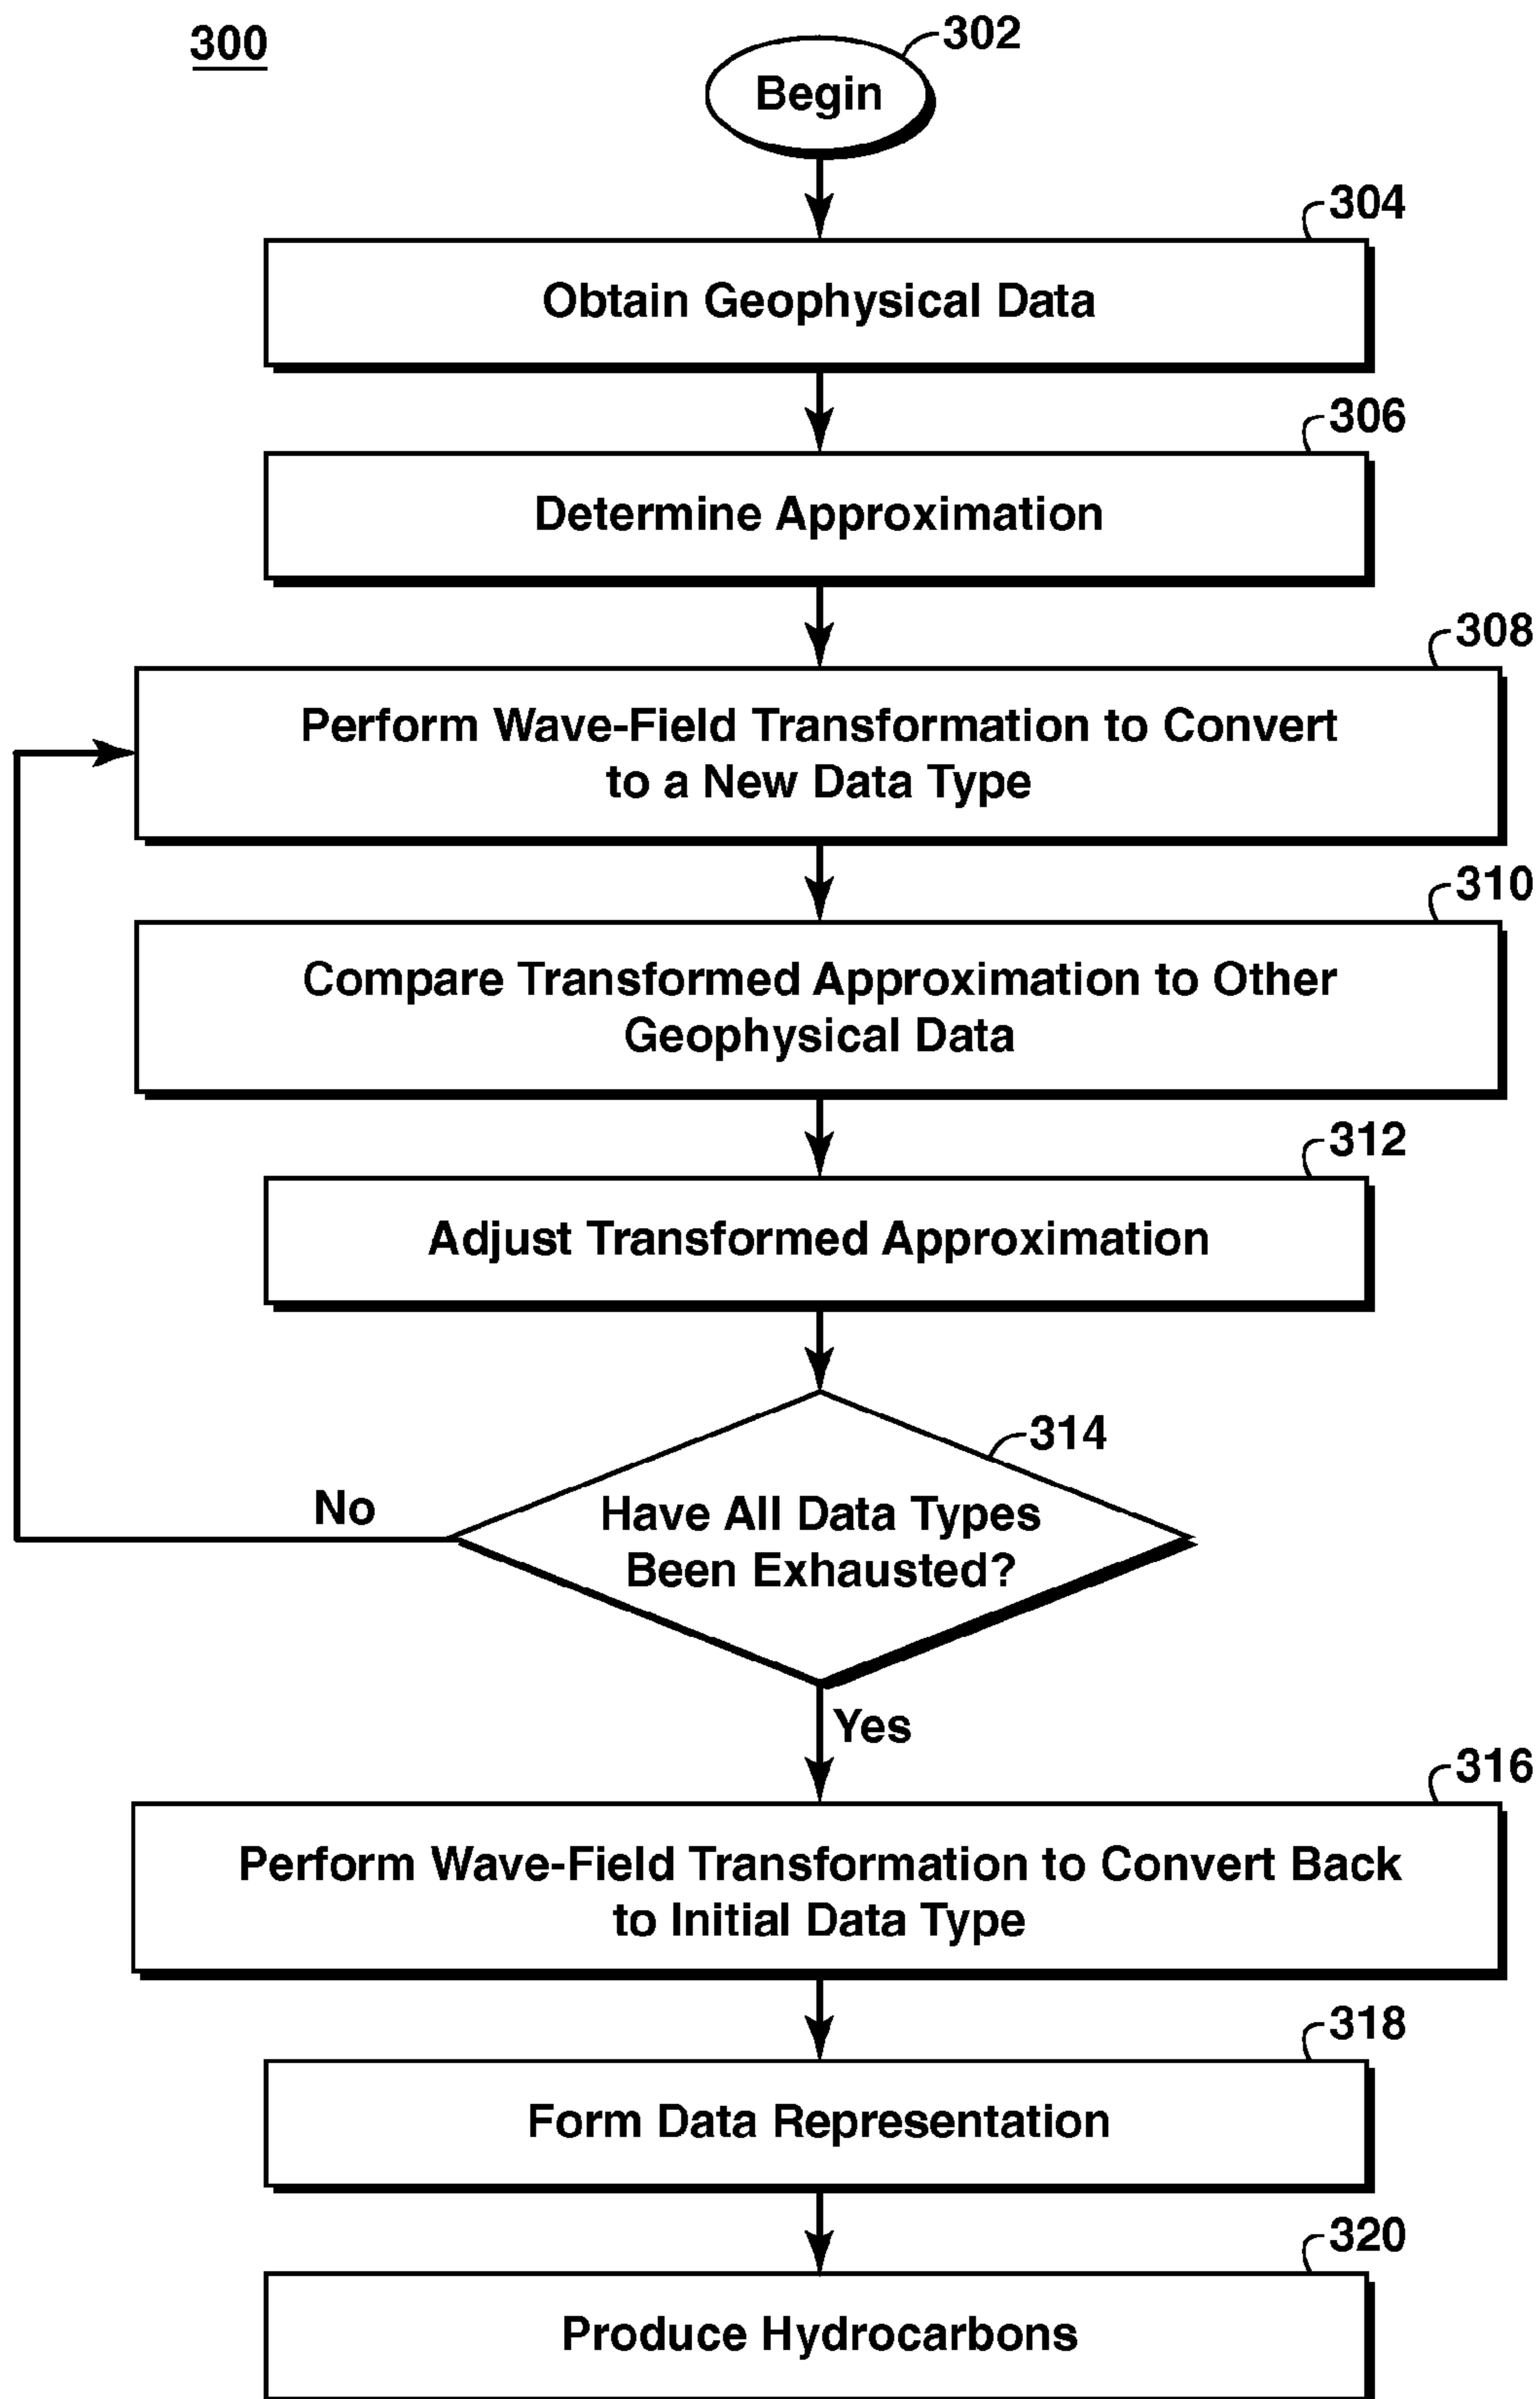 300
302
Begin
304
Obtain Geophysical Data
306
Determine Approximation
308
Perform Wave-Field Transformation to Convert
to a New Data Type
310
Compare Transformed Approximation to Other
Geophysical Data
312
Adjust Transformed Approximation
314
Have All Data Types
Been Exhausted?
No
Yes
316
Perform Wave-Field Transformation to Convert Back
to Initial Data Type
318
Form Data Representation
320
Produce Hydrocarbons